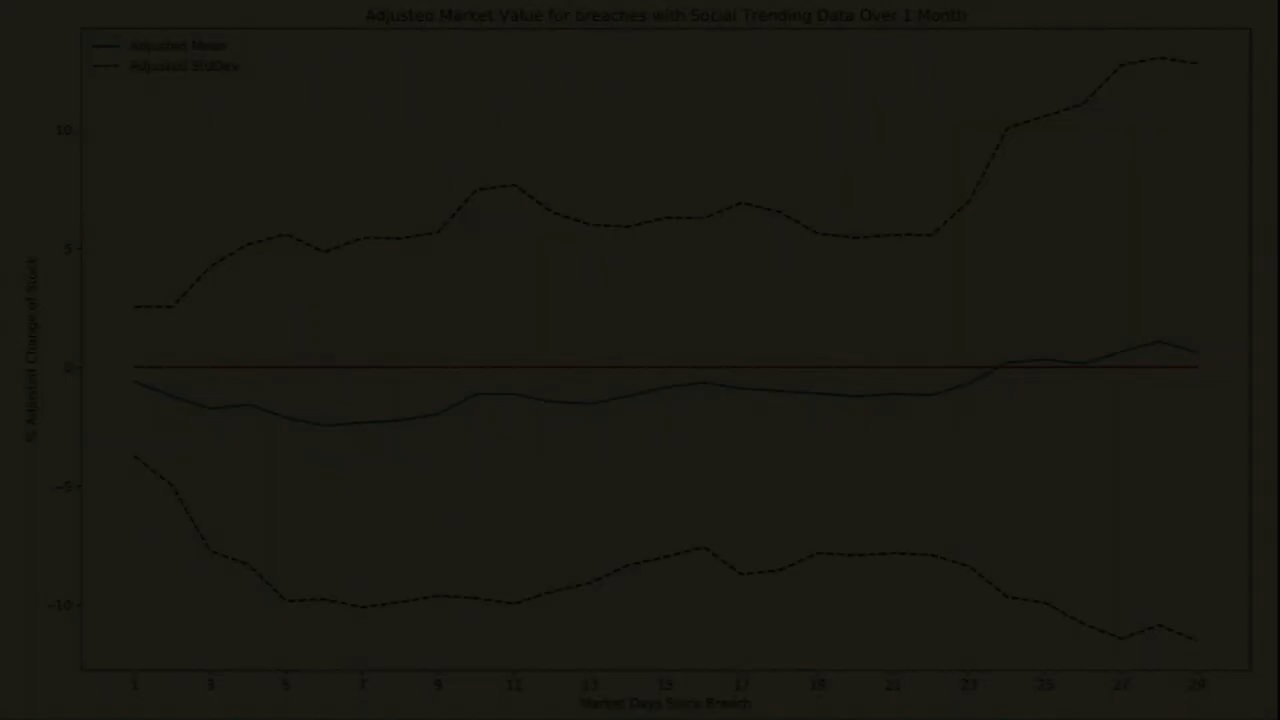 Adjusted Market Value for breaches with Social Trending Data Over 1 Month
Adjusted Mean
Adjusted StdDev
10
5
0
−5
−10
% Adjusted Change of Stock
1 3 5 7 9 11 13 15 17 19 21 23 25 27 29
Market Days Since Breach